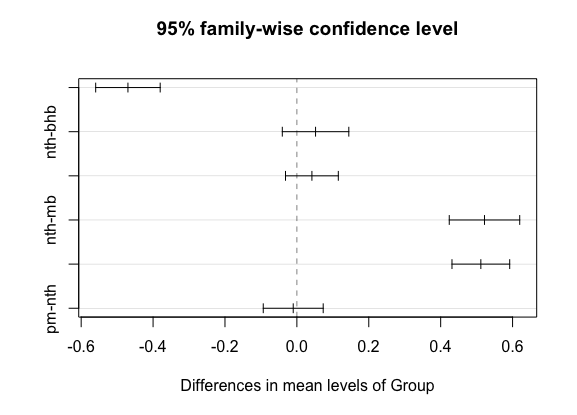 95% family-wise confidence level
nth-bhb
nth-mb
pm-nth
-0.6 -0.4 -0.2 0.0 0.2 0.4 0.6
Differences in mean levels of Group